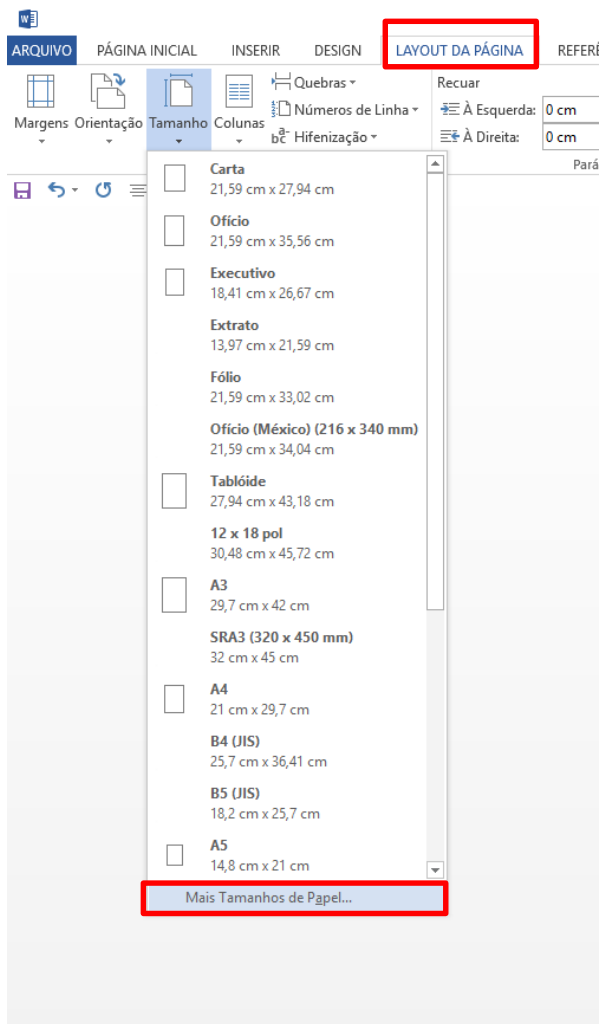 ARQUIVO PÁGINA INICIAL INSERIR DESIGN LAYOUT DA PÁGINA REFERÊ
Margens Orientação Tamanho Colunas
Quebras
Números de Linha
Hifenização
Recuar
À Esquerda: 0 cm
À Direita: 0 cm
Pará
Carta
21,59 cm x 27,94 cm
Ofício
21,59 cm x 35,56 cm
Executivo
18,41 cm x 26,67 cm
Extrato
13,97 cm x 21,59 cm
Fólio
21,59 cm x 33,02 cm
Ofício (México) (216 x 340 mm)
21,59 cm x 34,04 cm
Tablóide
27,94 cm x 43,18 cm
12 x 18 pol
30,48 cm x 45,72 cm
A3
29,7 cm x 42 cm
SRA3 (320 x 450 mm)
32 cm x 45 cm
A4
21 cm x 29,7 cm
B4 (JIS)
25,7 cm x 36,41 cm
B5 (JIS)
18,2 cm x 25,7 cm
A5
14,8 cm x 21 cm
Mais Tamanhos de Papel...